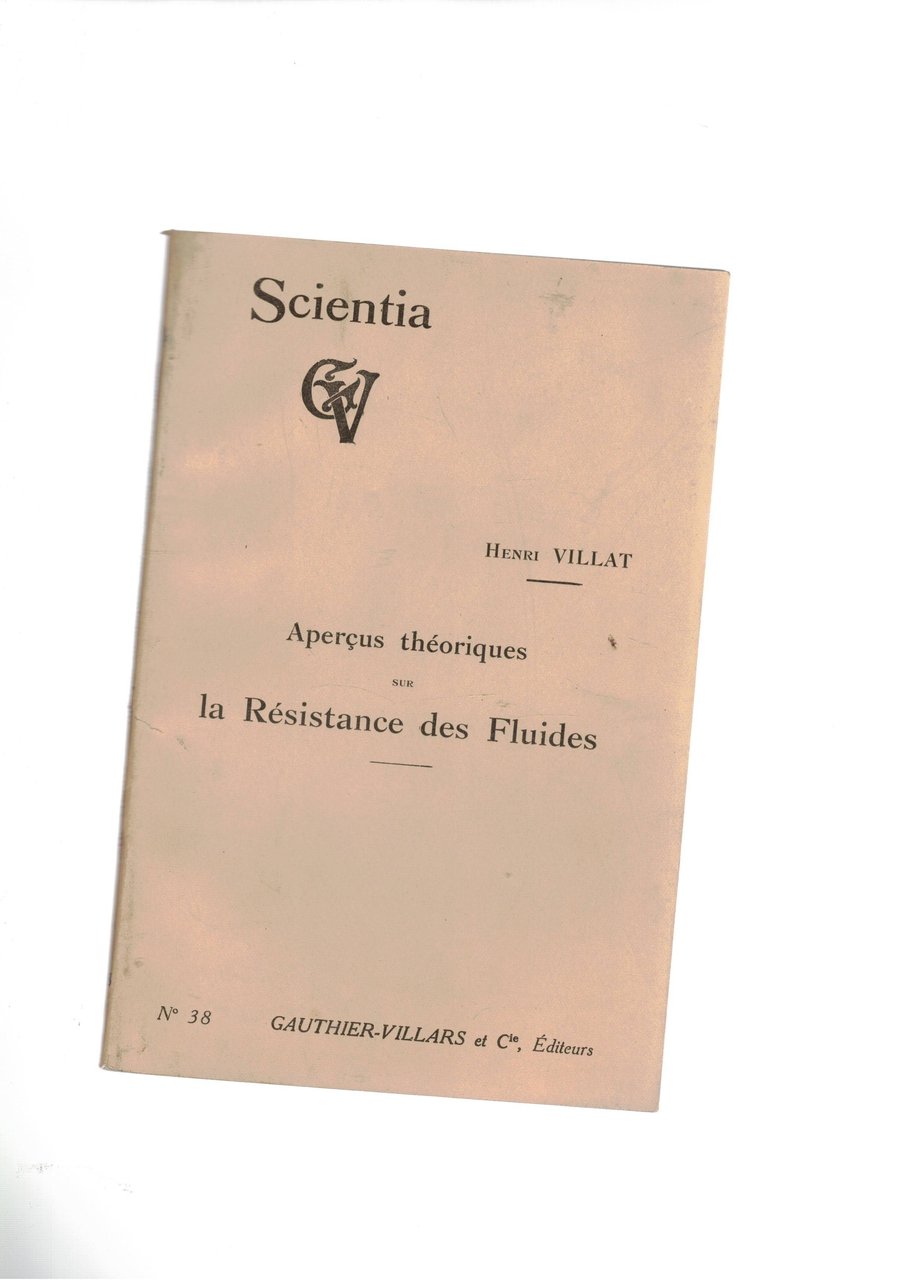 Scientia
GV
Henri VILLAT
Aperçus théoriques
SUR
la Résistance des Fluides
N° 38 GAUTHIER-VILLARS et Cie, Éditeurs